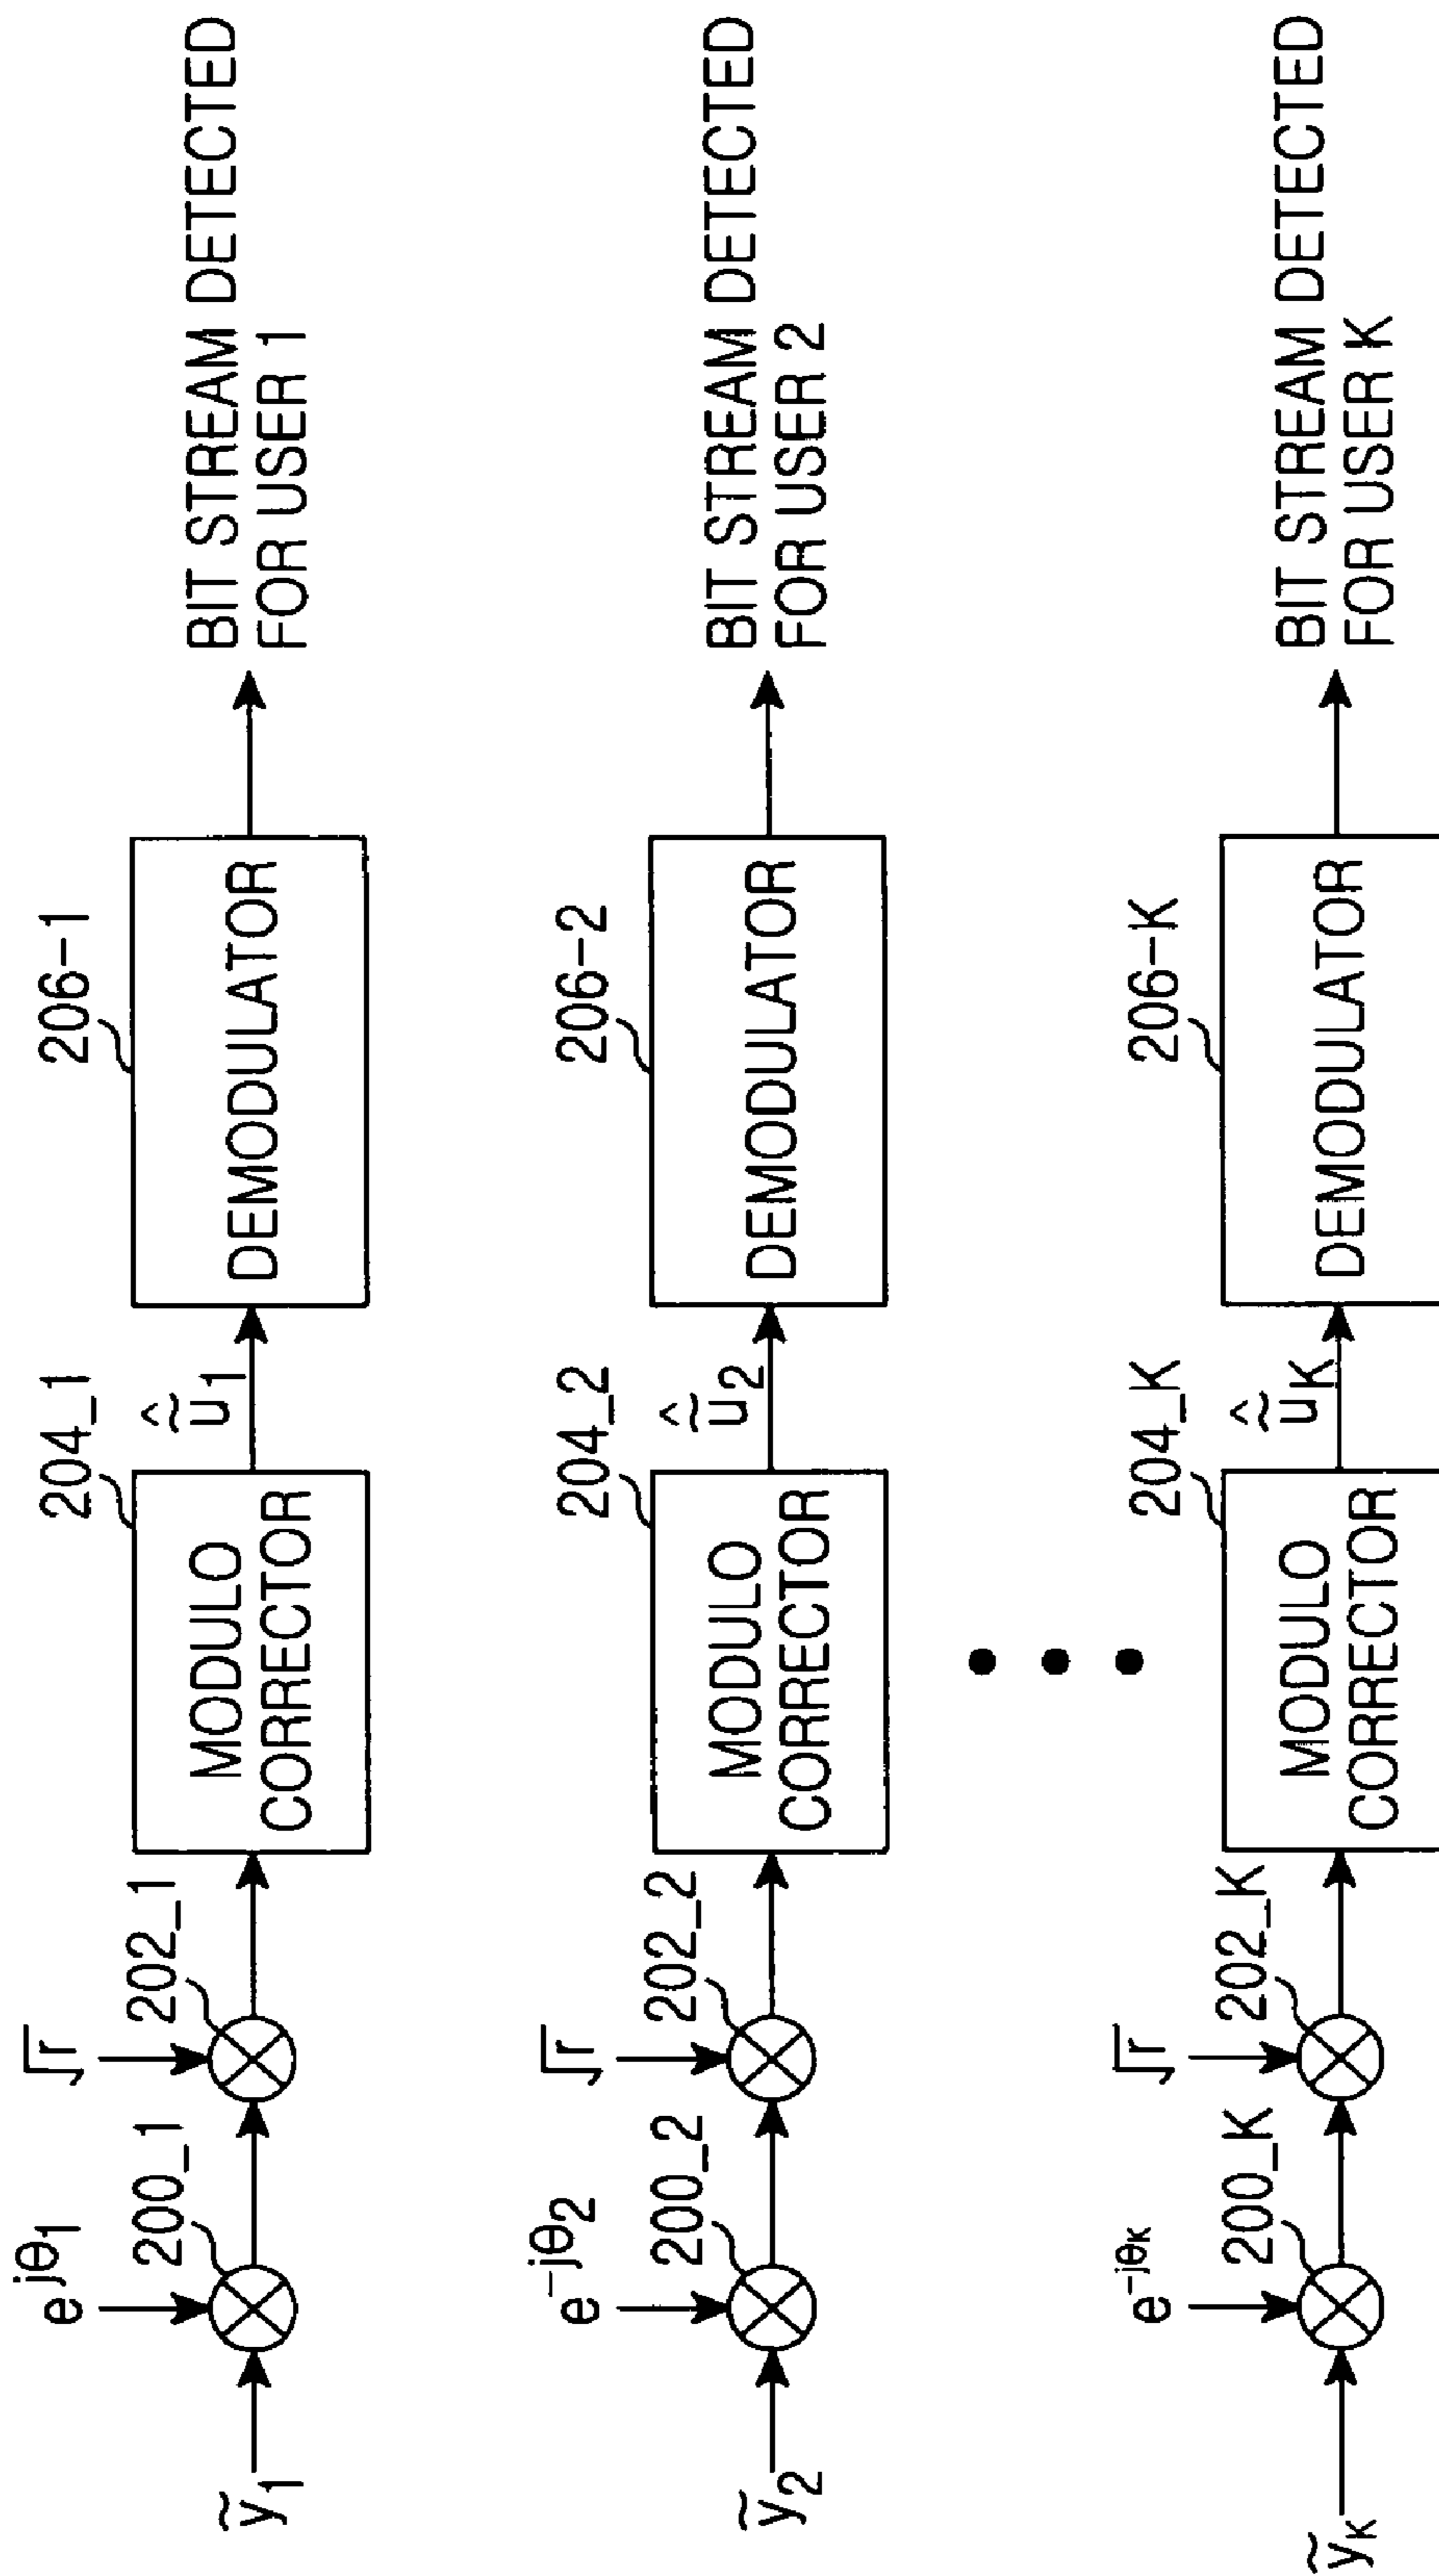 e^{jθ1}
√r
200_1
202_1
204_1
206-1
ỹ1
MODULO
CORRECTOR
û̃1
DEMODULATOR
BIT STREAM DETECTED
FOR USER 1
e^{-jθ2}
√r
200_2
202_2
204_2
206-2
ỹ2
MODULO
CORRECTOR
û̃2
DEMODULATOR
BIT STREAM DETECTED
FOR USER 2
e^{-jθK}
√r
200_K
202_K
204_K
206-K
ỹK
MODULO
CORRECTOR
û̃K
DEMODULATOR
BIT STREAM DETECTED
FOR USER K